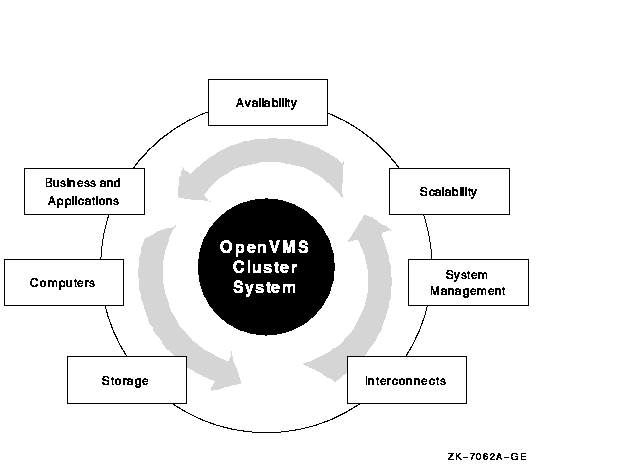 Availability
Business and
Applications
Scalability
OpenVMS
Cluster
System
Computers
System
Management
Storage
Interconnects
ZK-7062A-GE